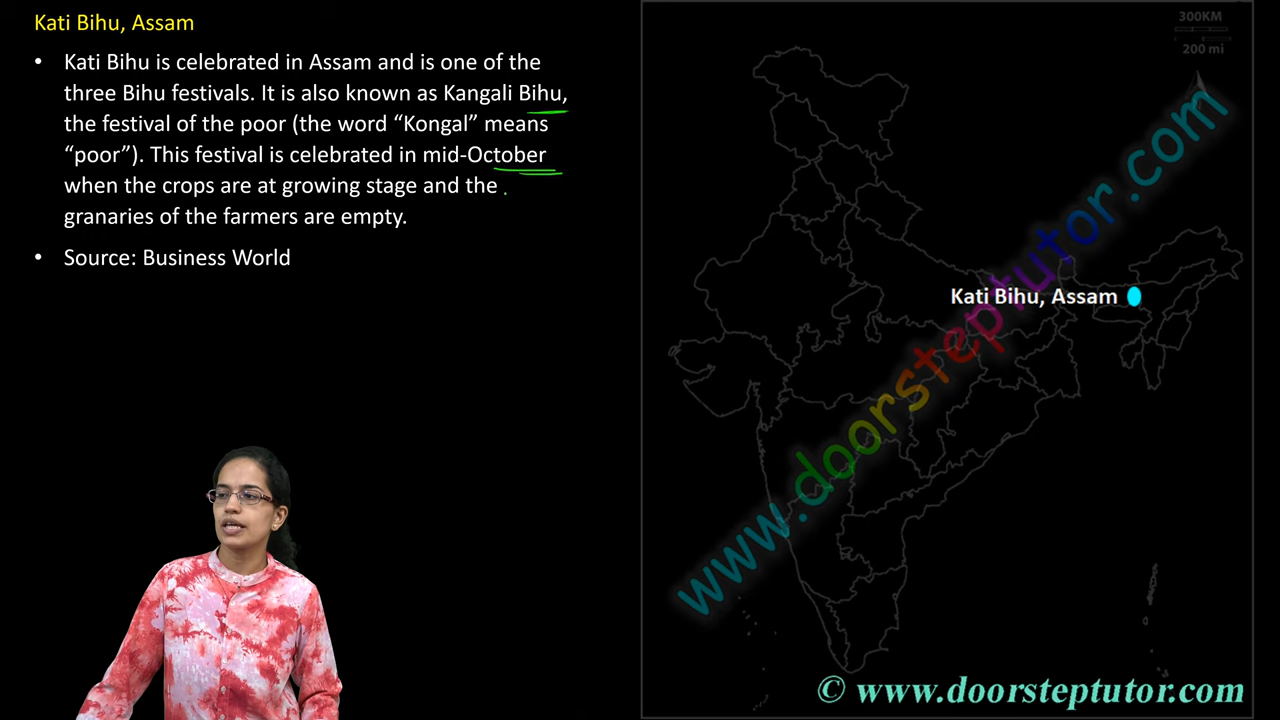 Kati Bihu, Assam
• Kati Bihu is celebrated in Assam and is one of the
three Bihu festivals. It is also known as Kangali Bihu,
the festival of the poor (the word “Kongal” means
“poor”). This festival is celebrated in mid-October
when the crops are at growing stage and the
granaries of the farmers are empty.
• Source: Business World
300KM
200 mi
Kati Bihu, Assam
www.doorsteptutor.com
© www.doorsteptutor.com